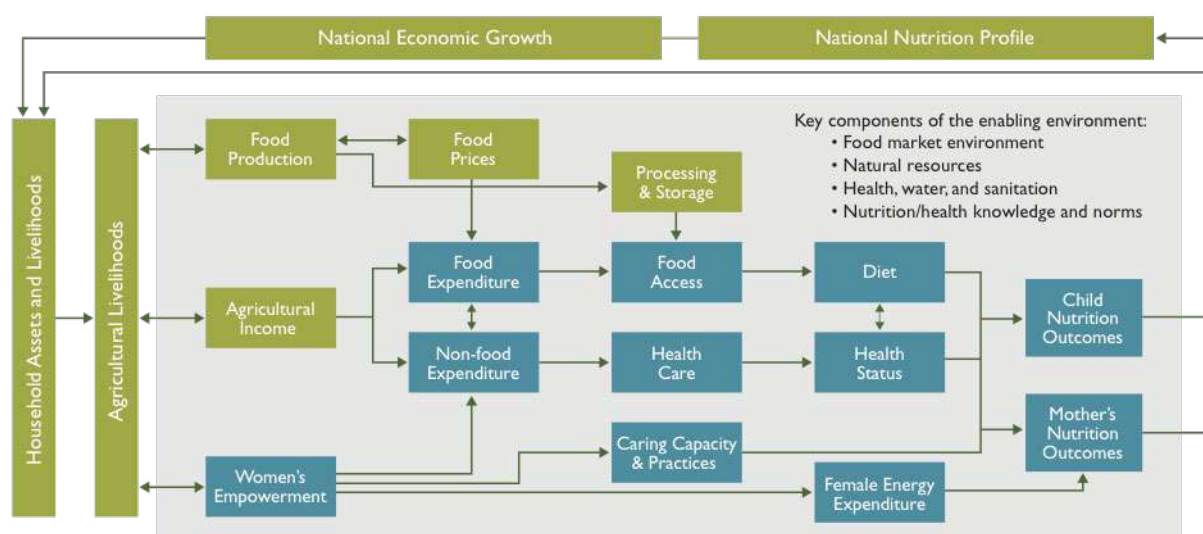 National Economic Growth
National Nutrition Profile
Household Assets and Livelihoods
Agricultural Livelihoods
Food
Production
Food
Prices
Processing
& Storage
Key components of the enabling environment:
• Food market environment
• Natural resources
• Health, water, and sanitation
• Nutrition/health knowledge and norms
Agricultural
Income
Food
Expenditure
Food
Access
Diet
Child
Nutrition
Outcomes
Non-food
Expenditure
Health
Care
Health
Status
Women's
Empowerment
Caring Capacity
& Practices
Female Energy
Expenditure
Mother's
Nutrition
Outcomes